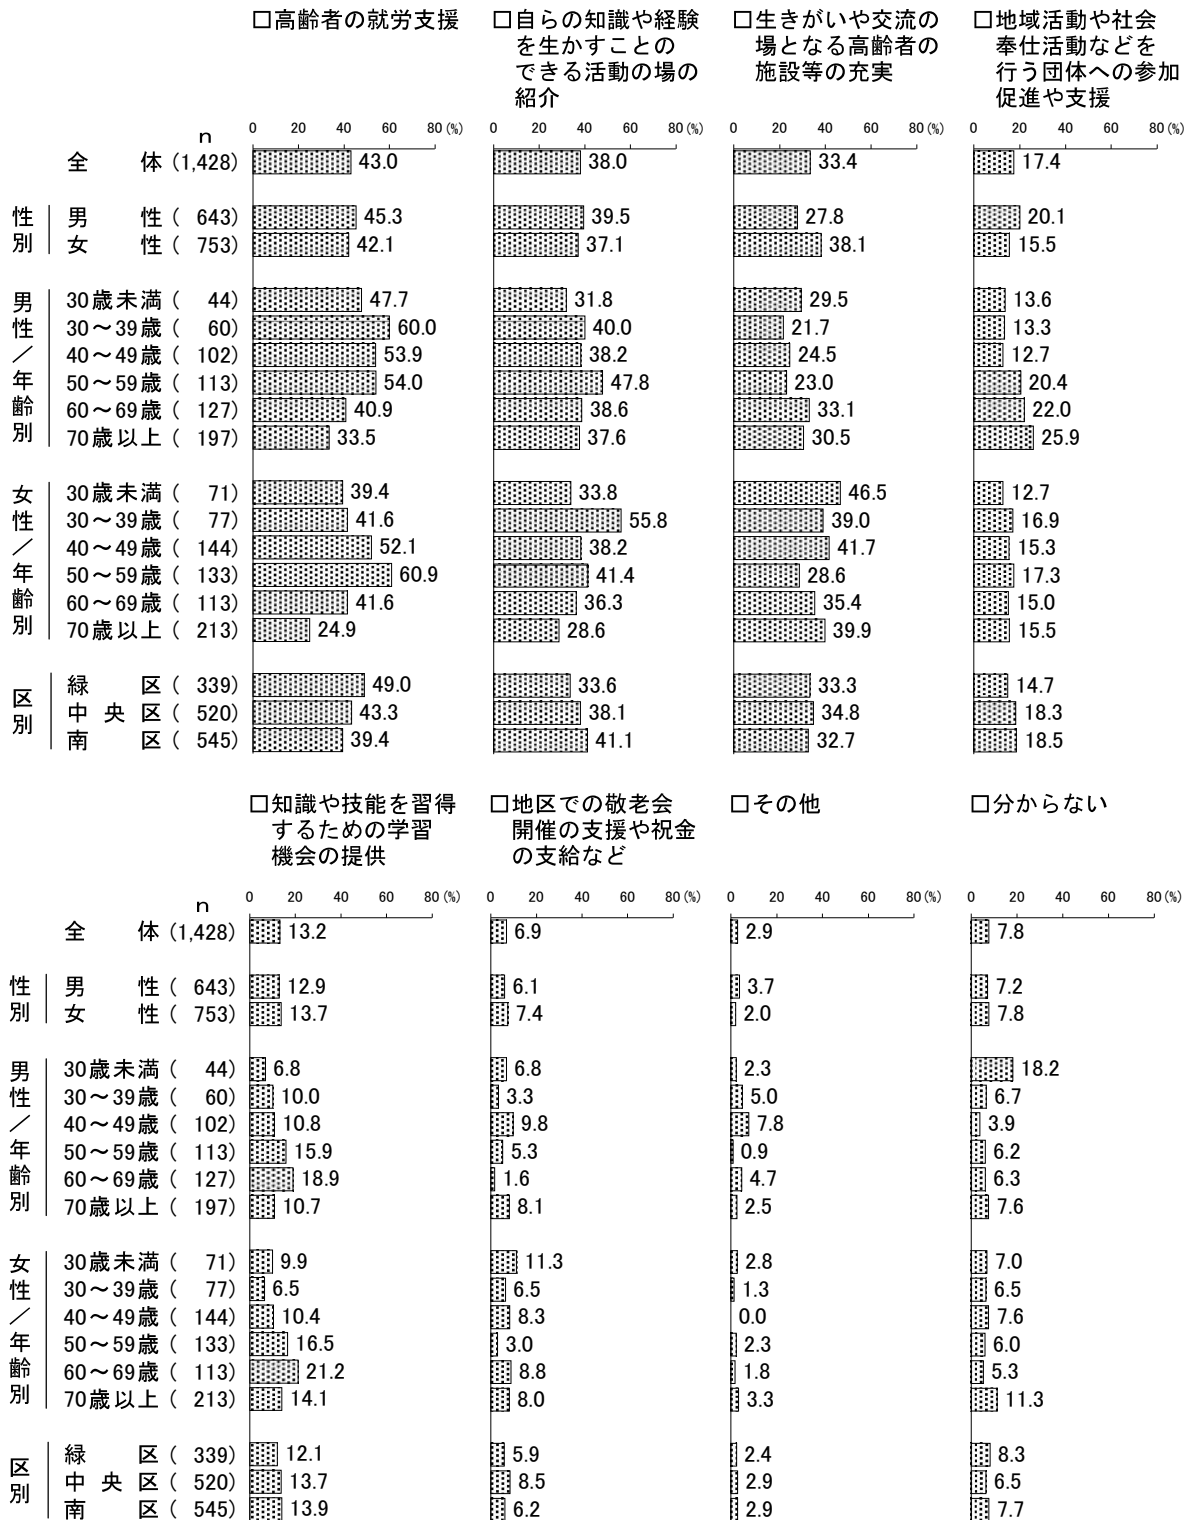 □高齢者の就労支援
□自らの知識や経験
を生かすことの
できる活動の場の
紹介
□生きがいや交流の
場となる高齢者の
施設等の充実
□地域活動や社会
奉仕活動などを
行う団体への参加
促進や支援
n
0 20 40 60 80(%) 0 20 40 60 80(%) 0 20 40 60 80(%) 0 20 40 60 80(%)
全体(1,428) 43.0 38.0 33.4 17.4
性別
男性( 643) 45.3 39.5 27.8 20.1
女性( 753) 42.1 37.1 38.1 15.5
男性／年齢別
30歳未満( 44) 47.7 31.8 29.5 13.6
30～39歳( 60) 60.0 40.0 21.7 13.3
40～49歳( 102) 53.9 38.2 24.5 12.7
50～59歳( 113) 54.0 47.8 23.0 20.4
60～69歳( 127) 40.9 38.6 33.1 22.0
70歳以上( 197) 33.5 37.6 30.5 25.9
女性／年齢別
30歳未満( 71) 39.4 33.8 46.5 12.7
30～39歳( 77) 41.6 55.8 39.0 16.9
40～49歳( 144) 52.1 38.2 41.7 15.3
50～59歳( 133) 60.9 41.4 28.6 17.3
60～69歳( 113) 41.6 36.3 35.4 15.0
70歳以上( 213) 24.9 28.6 39.9 15.5
区別
緑区( 339) 49.0 33.6 33.3 14.7
中央区( 520) 43.3 38.1 34.8 18.3
南区( 545) 39.4 41.1 32.7 18.5
□知識や技能を習得
するための学習
機会の提供
□地区での敬老会
開催の支援や祝金
の支給など
□その他
□分からない
n
0 20 40 60 80(%) 0 20 40 60 80(%) 0 20 40 60 80(%) 0 20 40 60 80(%)
全体(1,428) 13.2 6.9 2.9 7.8
性別
男性( 643) 12.9 6.1 3.7 7.2
女性( 753) 13.7 7.4 2.0 7.8
男性／年齢別
30歳未満( 44) 6.8 6.8 2.3 18.2
30～39歳( 60) 10.0 3.3 5.0 6.7
40～49歳( 102) 10.8 9.8 7.8 3.9
50～59歳( 113) 15.9 5.3 0.9 6.2
60～69歳( 127) 18.9 1.6 4.7 6.3
70歳以上( 197) 10.7 8.1 2.5 7.6
女性／年齢別
30歳未満( 71) 9.9 11.3 2.8 7.0
30～39歳( 77) 6.5 6.5 1.3 6.5
40～49歳( 144) 10.4 8.3 0.0 7.6
50～59歳( 133) 16.5 3.0 2.3 6.0
60～69歳( 113) 21.2 8.8 1.8 5.3
70歳以上( 213) 14.1 8.0 3.3 11.3
区別
緑区( 339) 12.1 5.9 2.4 8.3
中央区( 520) 13.7 8.5 2.9 6.5
南区( 545) 13.9 6.2 2.9 7.7